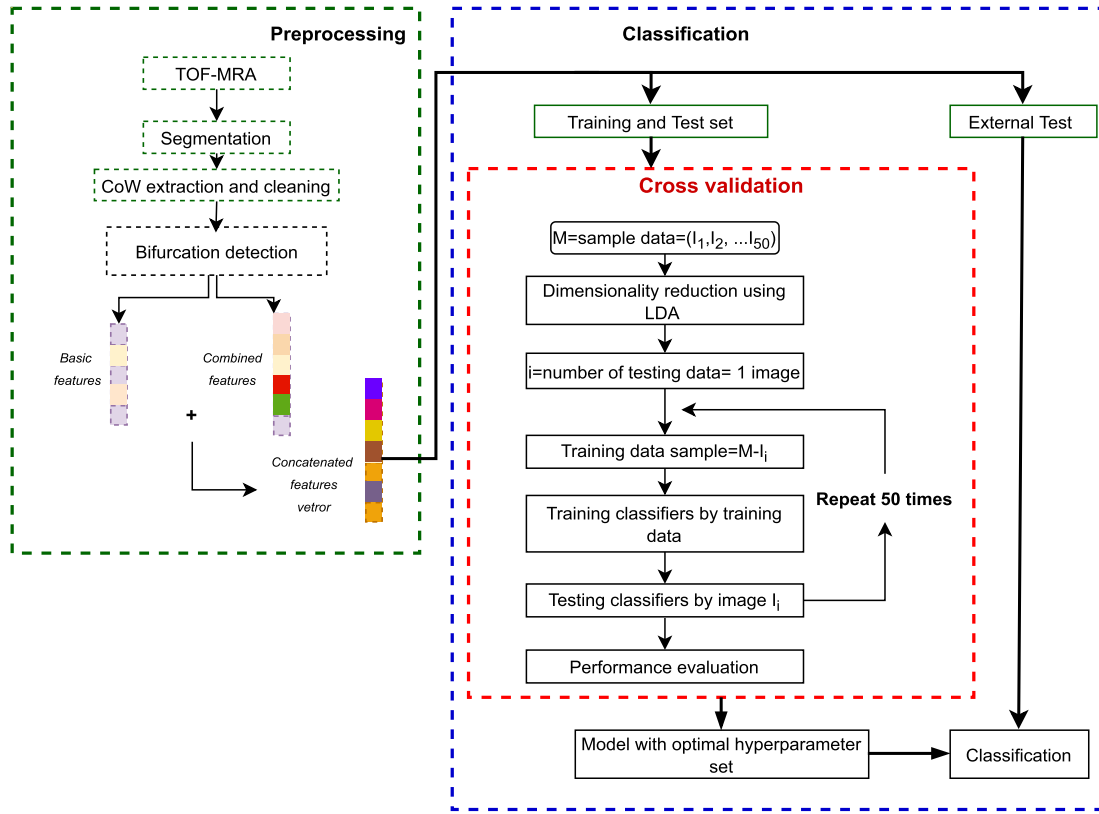 Preprocessing
TOF-MRA
Segmentation
CoW extraction and cleaning
Bifurcation detection
Basic
features
Combined
features
+
Concatenated
features
vetror
Classification
Training and Test set
External Test
Cross validation
M=sample data=(I₁,I₂, ...I₅₀)
Dimensionality reduction using
LDA
i=number of testing data= 1 image
Training data sample=M-Iᵢ
Training classifiers by training
data
Testing classifiers by image Iᵢ
Repeat 50 times
Performance evaluation
Model with optimal hyperparameter
set
Classification